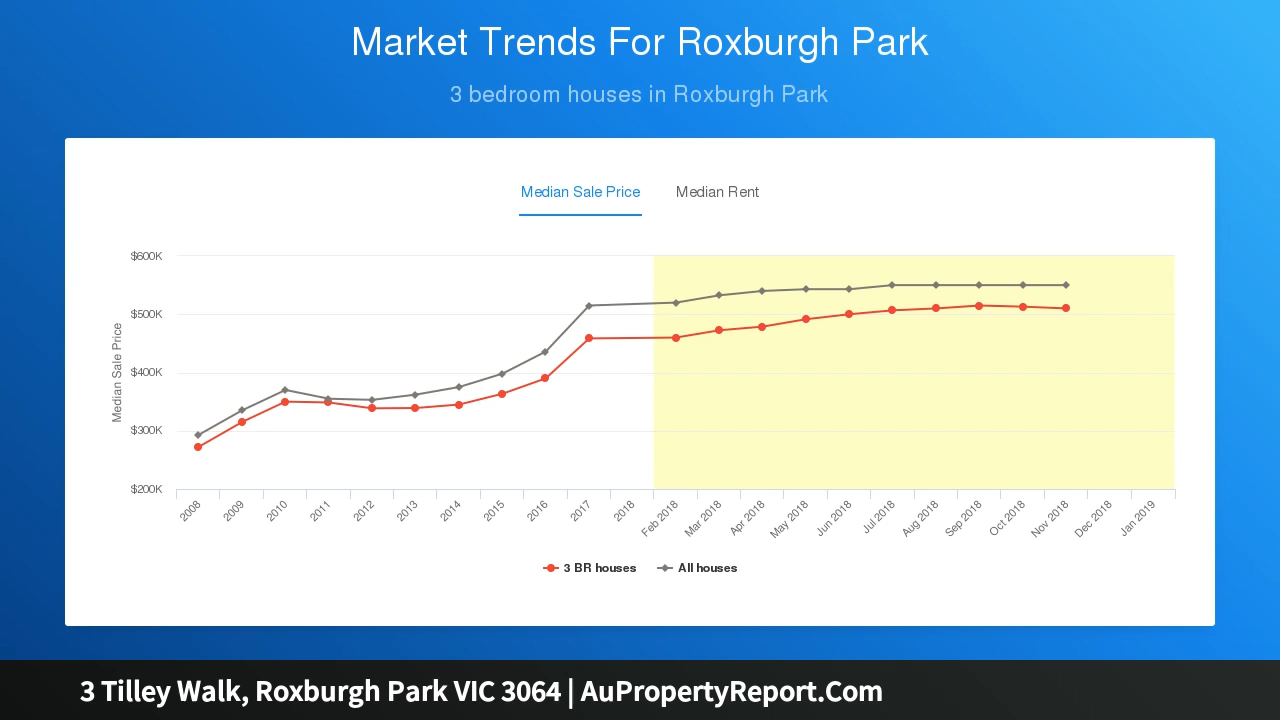 Market Trends For Roxburgh Park
3 bedroom houses in Roxburgh Park
Median Sale Price Median Rent
Median Sale Price
$600K
$500K
$400K
$300K
$200K
2008 2009 2010 2011 2012 2013 2014 2015 2016 2017 2018 Feb 2018 Mar 2018 Apr 2018 May 2018 Jun 2018 Jul 2018 Aug 2018 Sep 2018 Oct 2018 Nov 2018 Dec 2018 Jan 2019
3 BR houses All houses
3 Tilley Walk, Roxburgh Park VIC 3064 | AuPropertyReport.Com